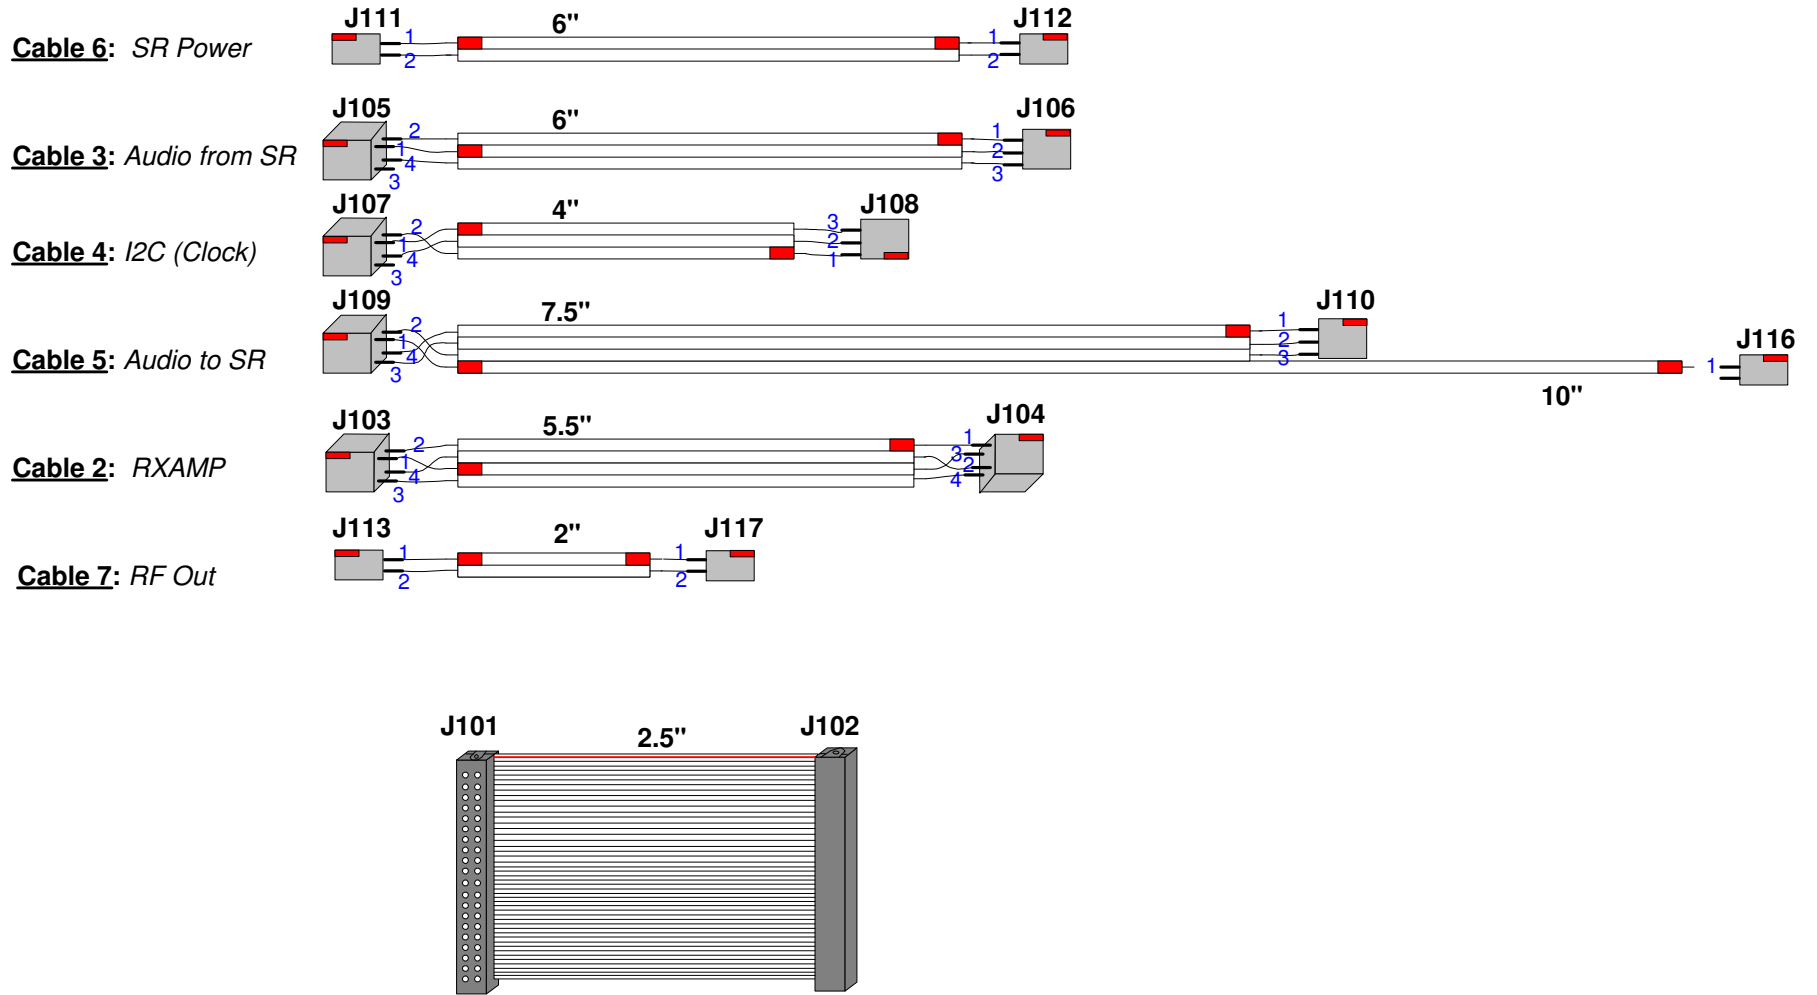 J111 6" J112
Cable 6: SR Power 1 1
2 2
J105 6" J106
2 1
Cable 3: Audio from SR 1 2
4 3
3
J107 4" J108
2 3
Cable 4: I2C (Clock) 1 2
4 1
3
J109 7.5" J110
2 1
1 2 J116
Cable 5: Audio to SR 4 3 1
3
10"
J103 5.5" J104
2 1
Cable 2: RXAMP 1 3
4 2
3 4
J113 2" J117
1 1
Cable 7: RF Out 2 2
J101 2.5" J102